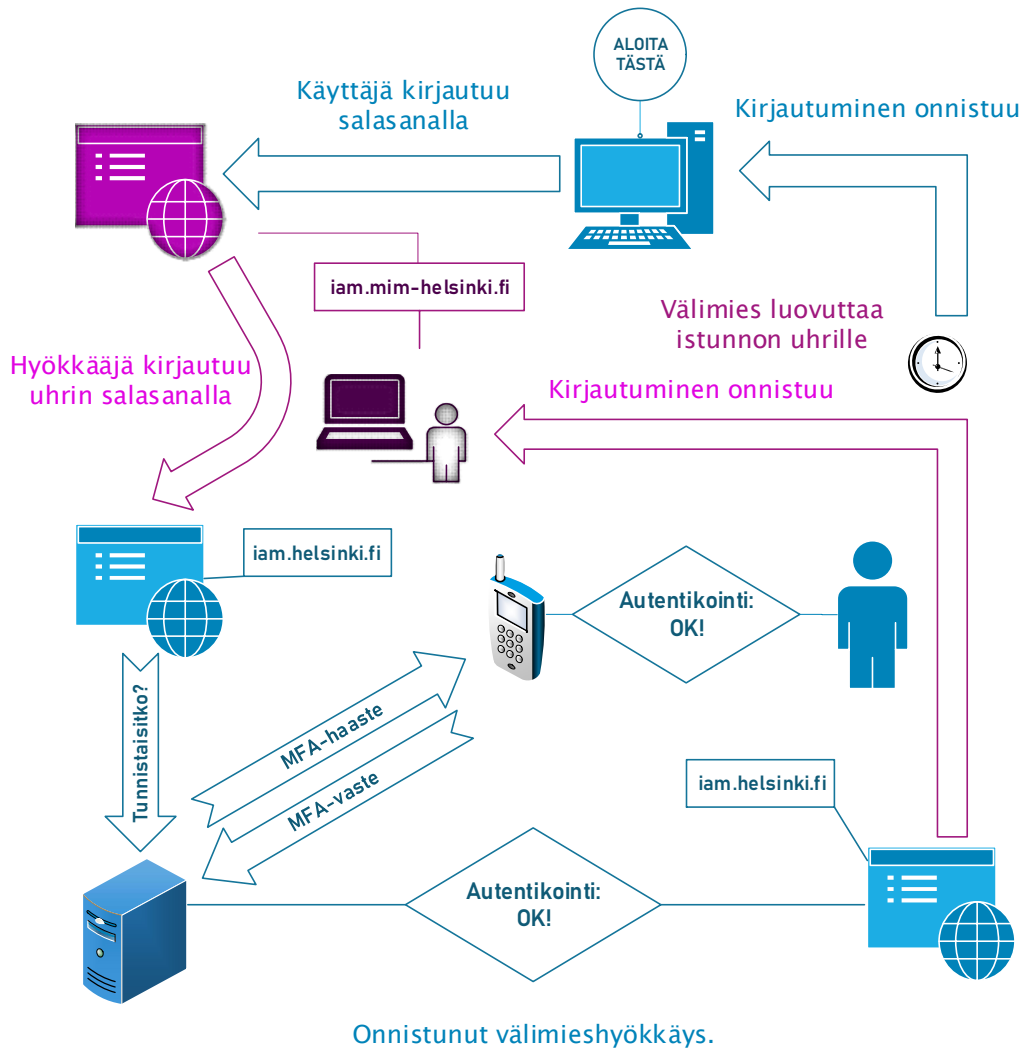 ALOITA
TÄSTÄ
Käyttäjä kirjautuu
salasanalla
Kirjautuminen onnistuu
iam.mim-helsinki.fi
Välimies luovuttaa
istunnon uhrille
Hyökkääjä kirjautuu
uhrin salasanalla
Kirjautuminen onnistuu
iam.helsinki.fi
Autentikointi:
OK!
Tunnistaisitko?
MFA-haaste
MFA-vaste
iam.helsinki.fi
Autentikointi:
OK!
Onnistunut välimieshyökkäys.